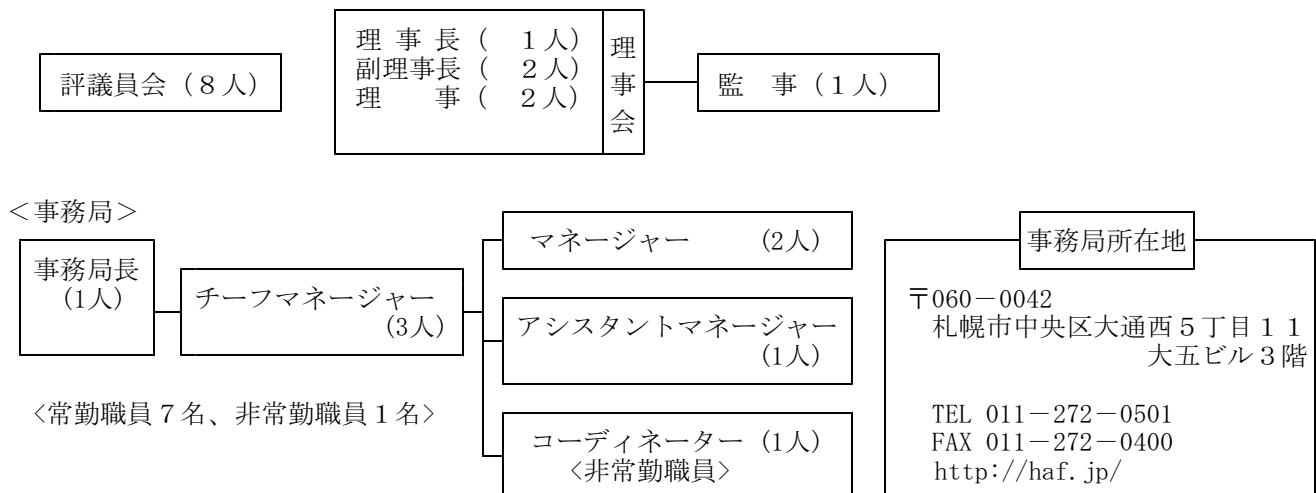 評議員会（８人）
理 事 長（　１人）
副理事長（　２人）
理　　事（　２人）
理事会
監　事（１人）
＜事務局＞
事務局長
(1人)
チーフマネージャー
(3人)
マネージャー　　(2人)
アシスタントマネージャー
(1人)
コーディネーター (1人)
〈非常勤職員〉
〈常勤職員７名、非常勤職員１名〉
事務局所在地
〒060－0042
札幌市中央区大通西５丁目１１
大五ビル３階
TEL 011－272－0501
FAX 011－272－0400
http://haf.jp/